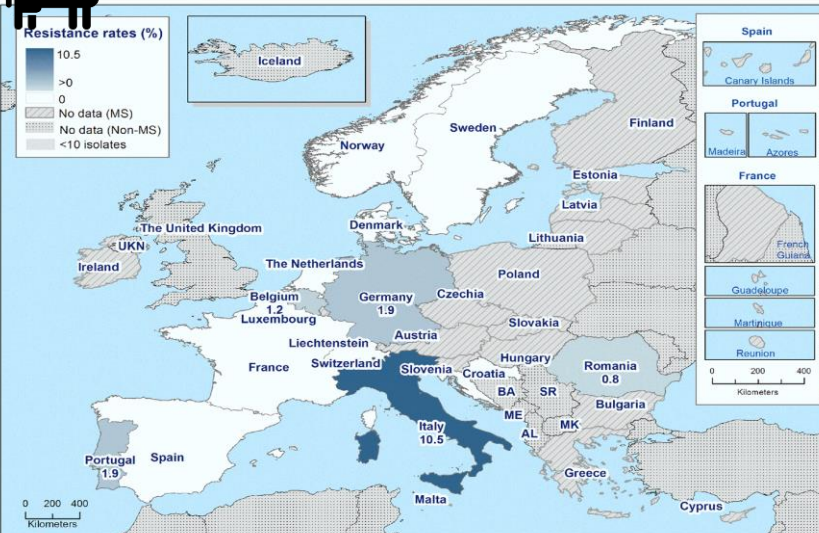 Resistance rates (%)
10.5
>0
0
No data (MS)
No data (Non-MS)
<10 isolates
Iceland
Norway
Sweden
Finland
Estonia
Latvia
Lithuania
Denmark
The United Kingdom
UKN
Ireland
The Netherlands
Belgium
1.2
Luxembourg
Germany
1.9
Poland
Czechia
Slovakia
Austria
Liechtenstein
Switzerland
France
Slovenia
Hungary
Croatia
Romania
0.8
BA
SR
ME
MK
AL
Bulgaria
Italy
10.5
Greece
Portugal
1.9
Spain
Malta
Cyprus
0 200 400
Kilometers
Spain
Canary Islands
Portugal
Madeira
Azores
France
French
Guiana
Guadeloupe
Martinique
Reunion
0 200 400
Kilometers